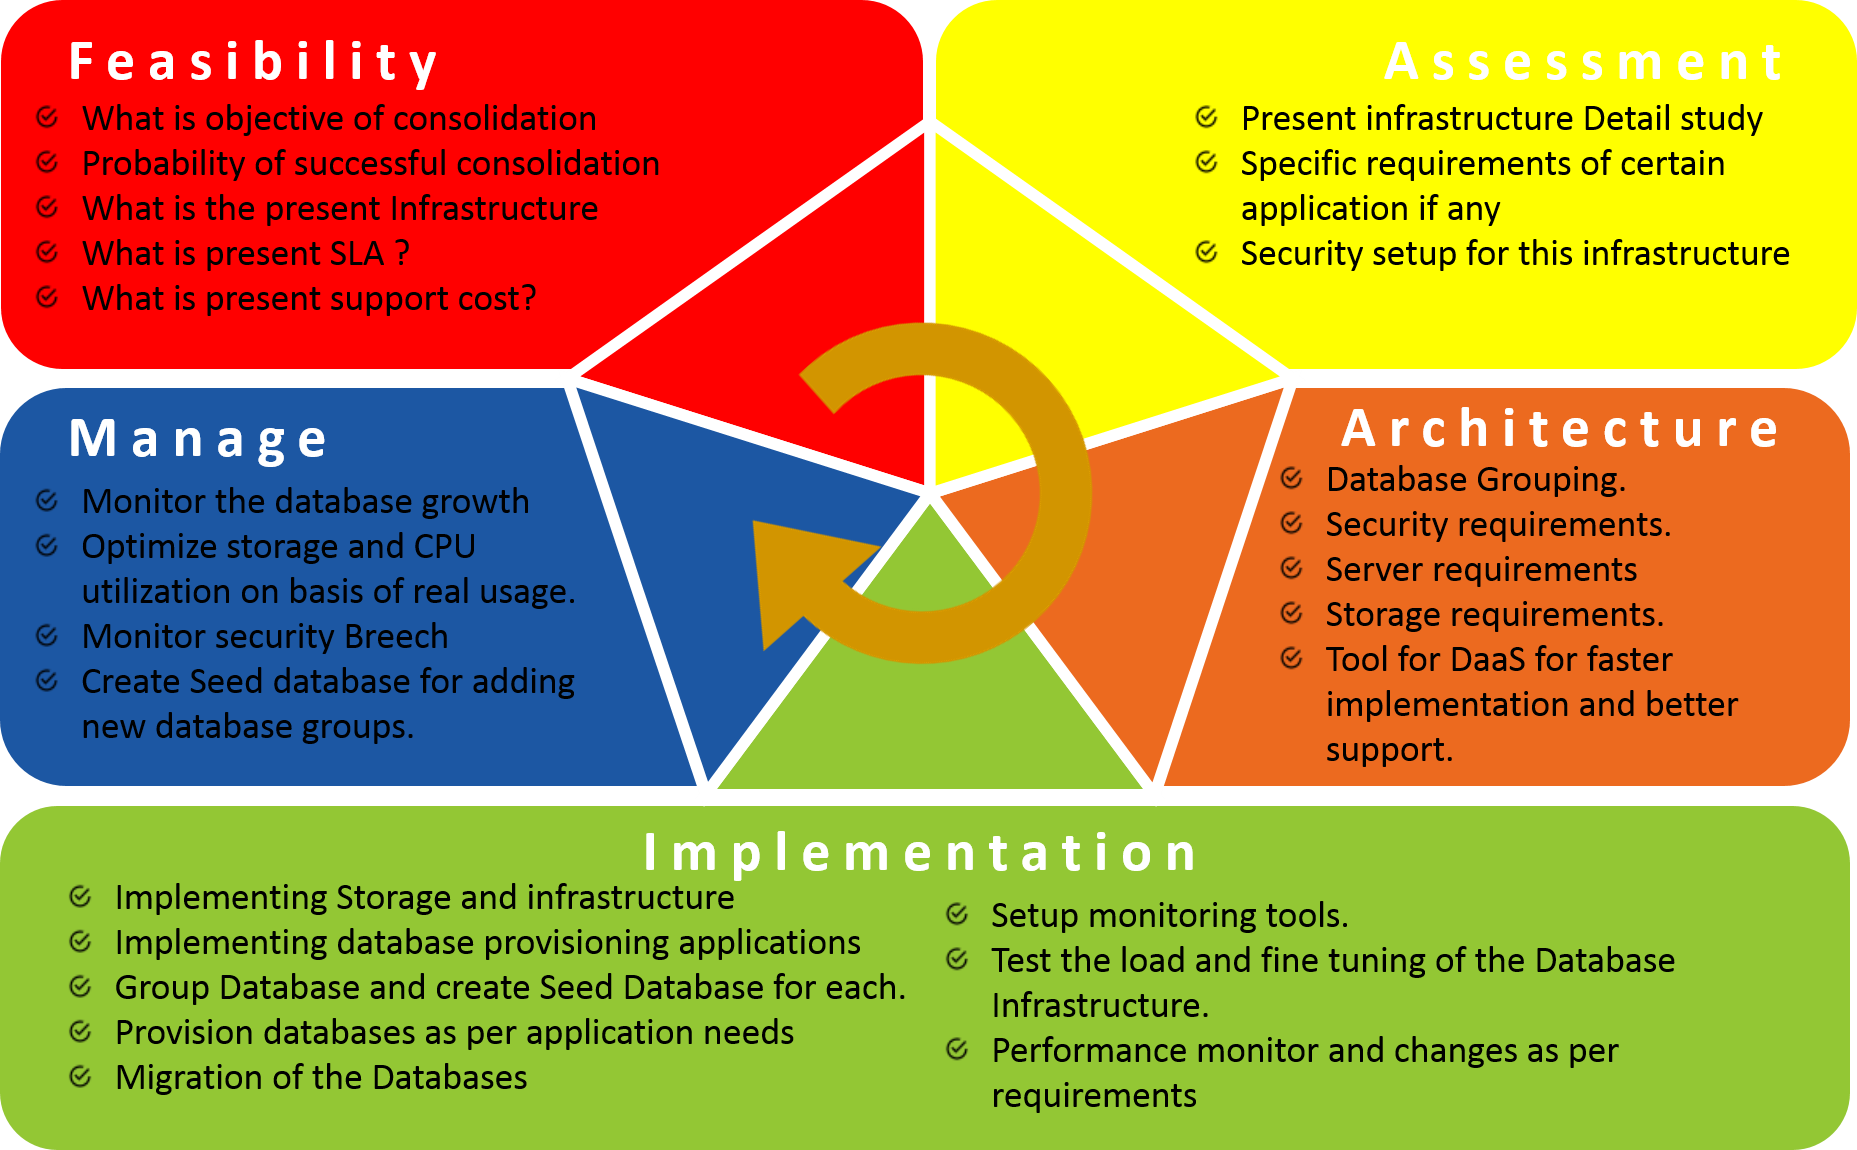 Feasibility
What is objective of consolidation
Probability of successful consolidation
What is the present Infrastructure
What is present SLA ?
What is present support cost?
Assessment
Present infrastructure Detail study
Specific requirements of certain
application if any
Security setup for this infrastructure
Architecture
Database Grouping.
Security requirements.
Server requirements
Storage requirements.
Tool for DaaS for faster
implementation and better
support.
Manage
Monitor the database growth
Optimize storage and CPU
utilization on basis of real usage.
Monitor security Breech
Create Seed database for adding
new database groups.
Implementation
Implementing Storage and infrastructure
Implementing database provisioning applications
Group Database and create Seed Database for each.
Provision databases as per application needs
Migration of the Databases
Setup monitoring tools.
Test the load and fine tuning of the Database
Infrastructure.
Performance monitor and changes as per
requirements